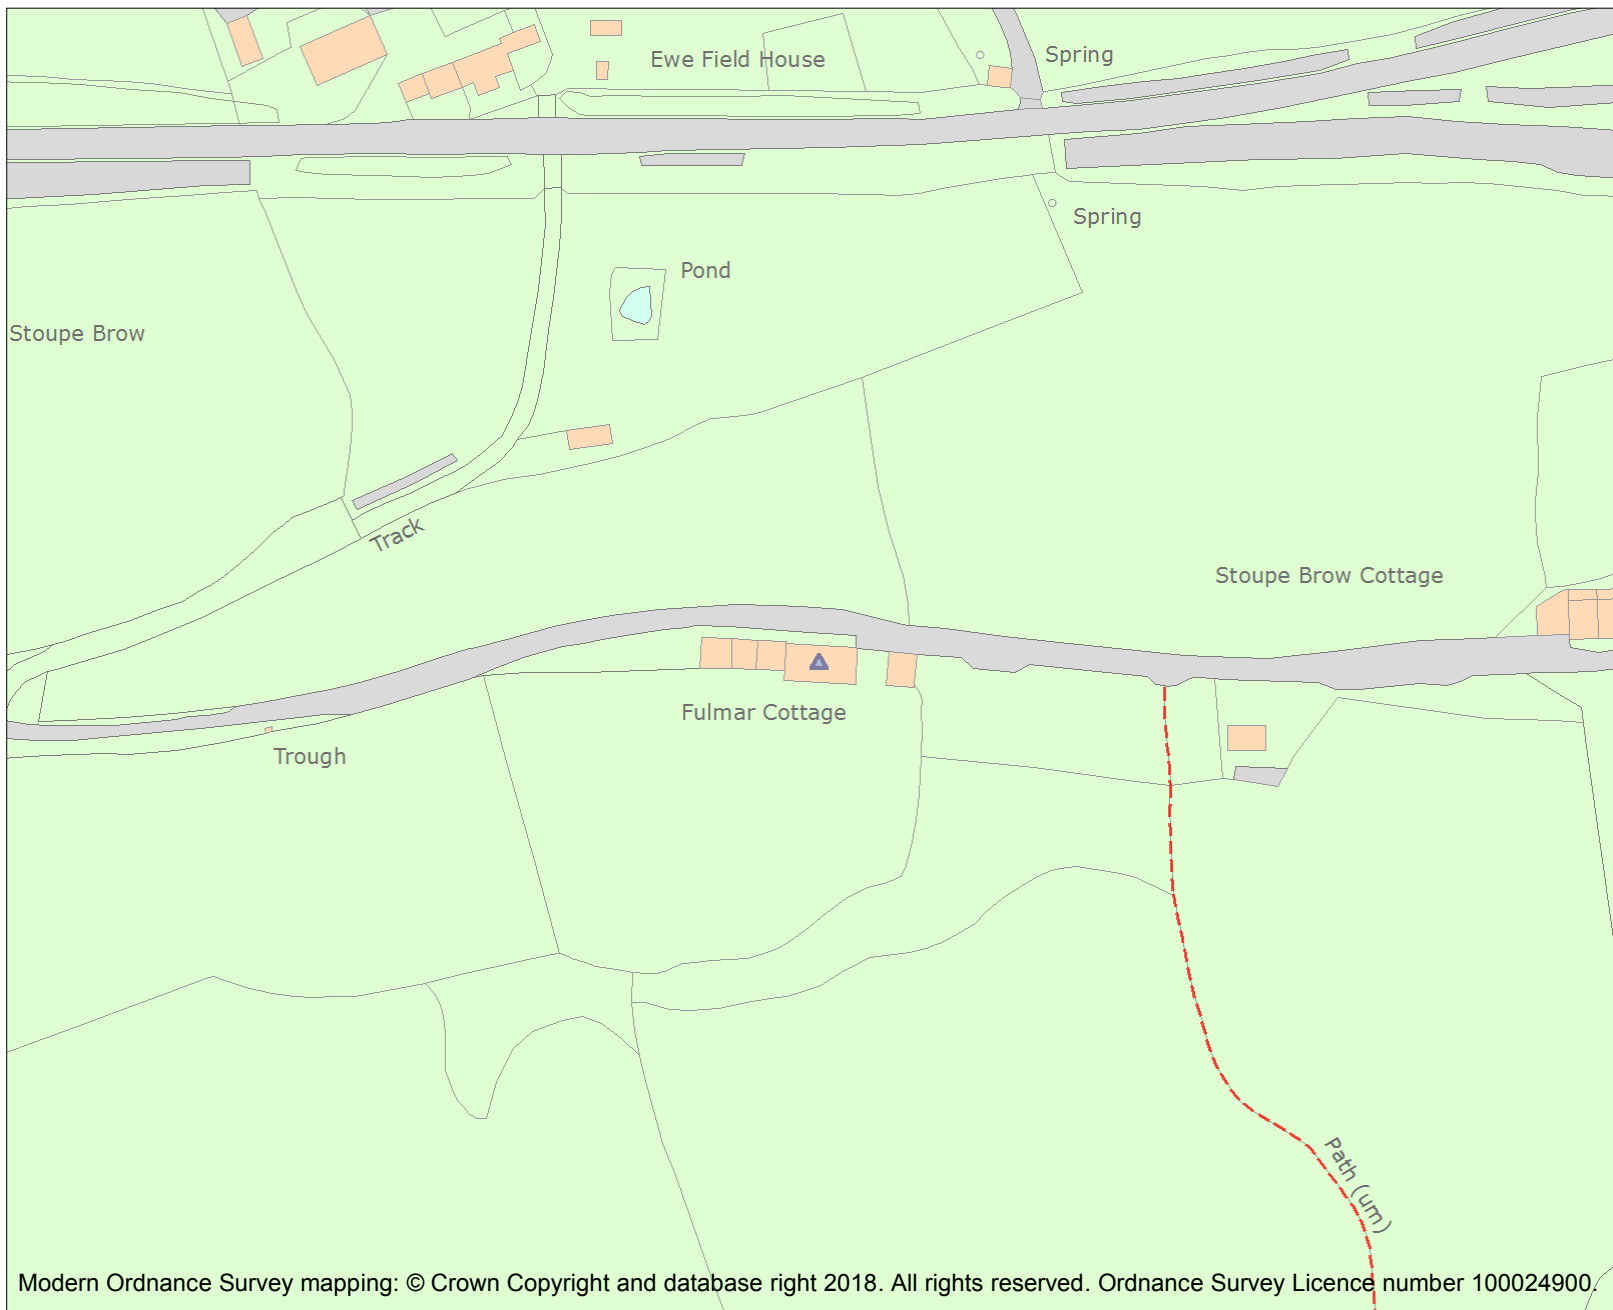 Spring
Ewe Field House
Spring
Pond
Stoupe Brow
Track
Stoupe Brow Cottage
Fulmar Cottage
Trough
Path (um)
Modern Ordnance Survey mapping: © Crown Copyright and database right 2018. All rights reserved. Ordnance Survey Licence number 100024900.